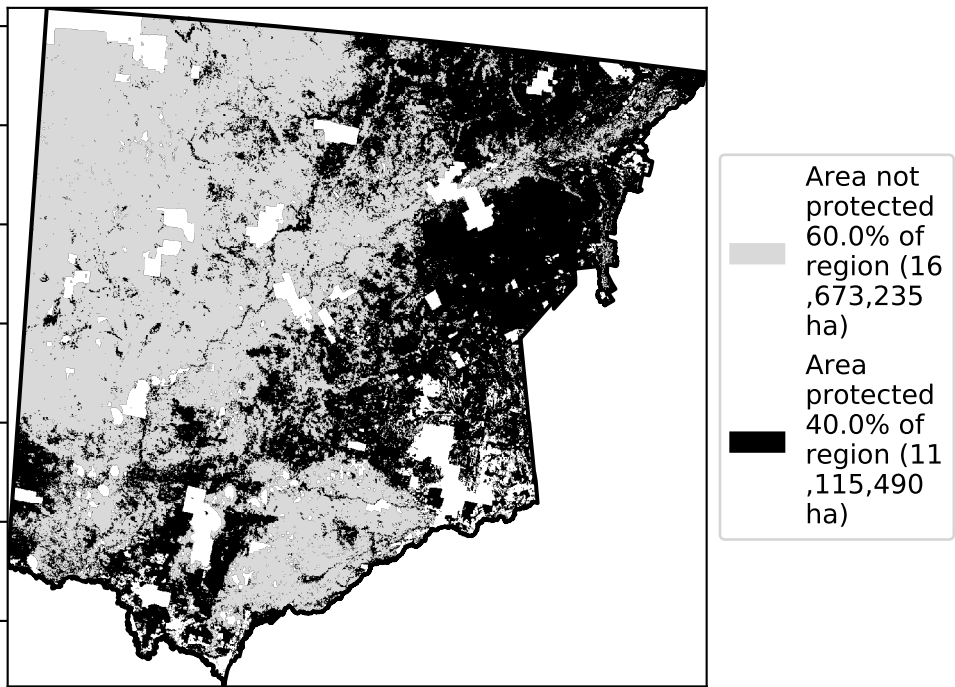 Area not
protected
60.0% of
region (16
,673,235
ha)
Area
protected
40.0% of
region (11
,115,490
ha)